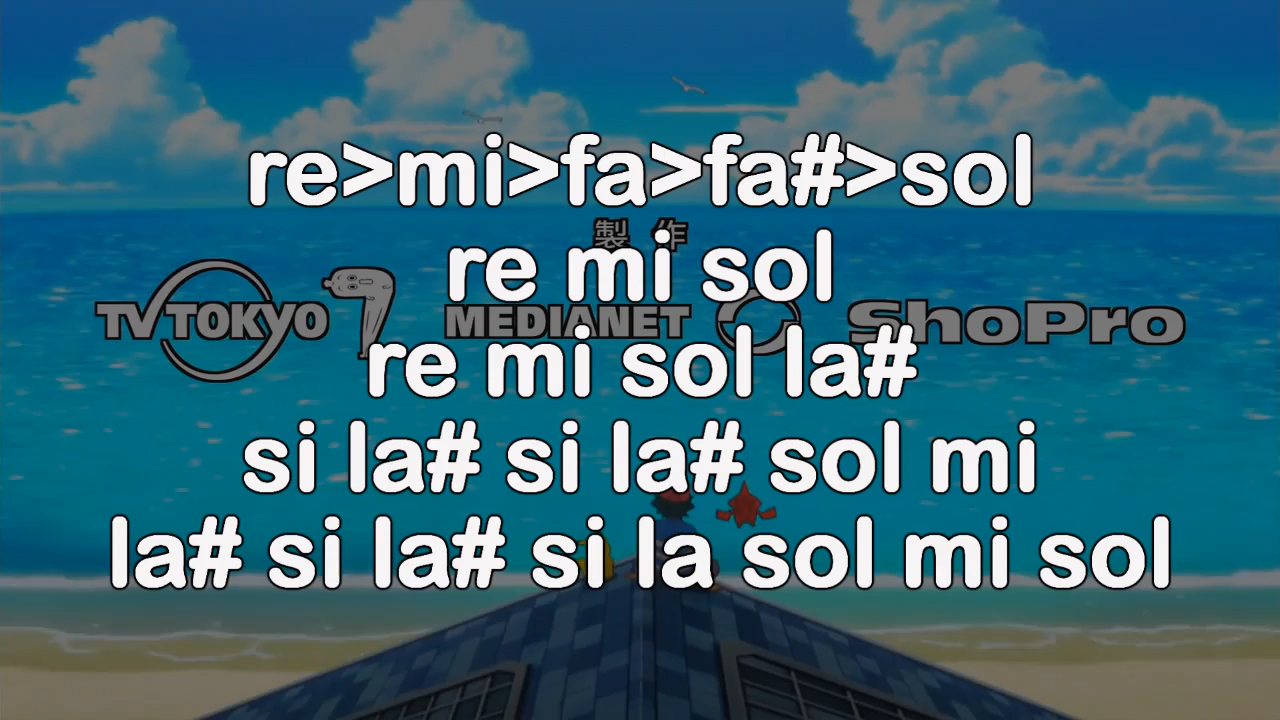 re>mi>fa>fa#>sol
製作
re mi sol
TV TOKYO MEDIANET ShoPro
re mi sol la#
si la# si la# sol mi
la# si la# si la sol mi sol